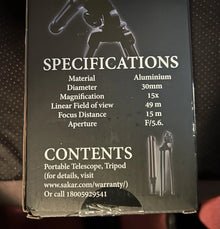 SPECIFICATIONS
Material Aluminium
Diameter 30mm
Magnification 15x
Linear Field of view 49 m
Focus Distance 15 m
Aperture F/5.6.
CONTENTS
Portable Telescope, Tripod
(for details, visit
www.sakar.com/warranty/)
Or call 18005929541